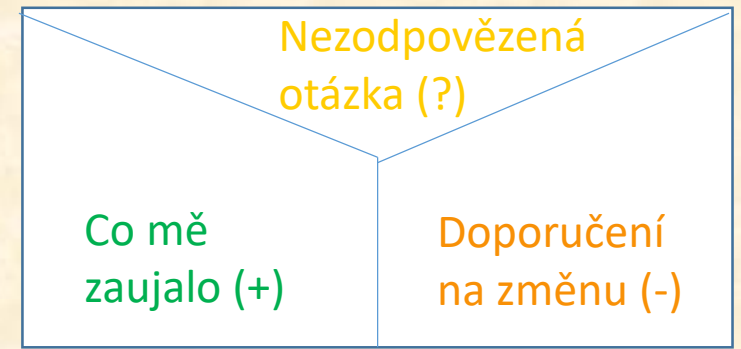 Nezodpovězená
otázka (?)
Co mě
zaujalo (+)
Doporučení
na změnu (-)